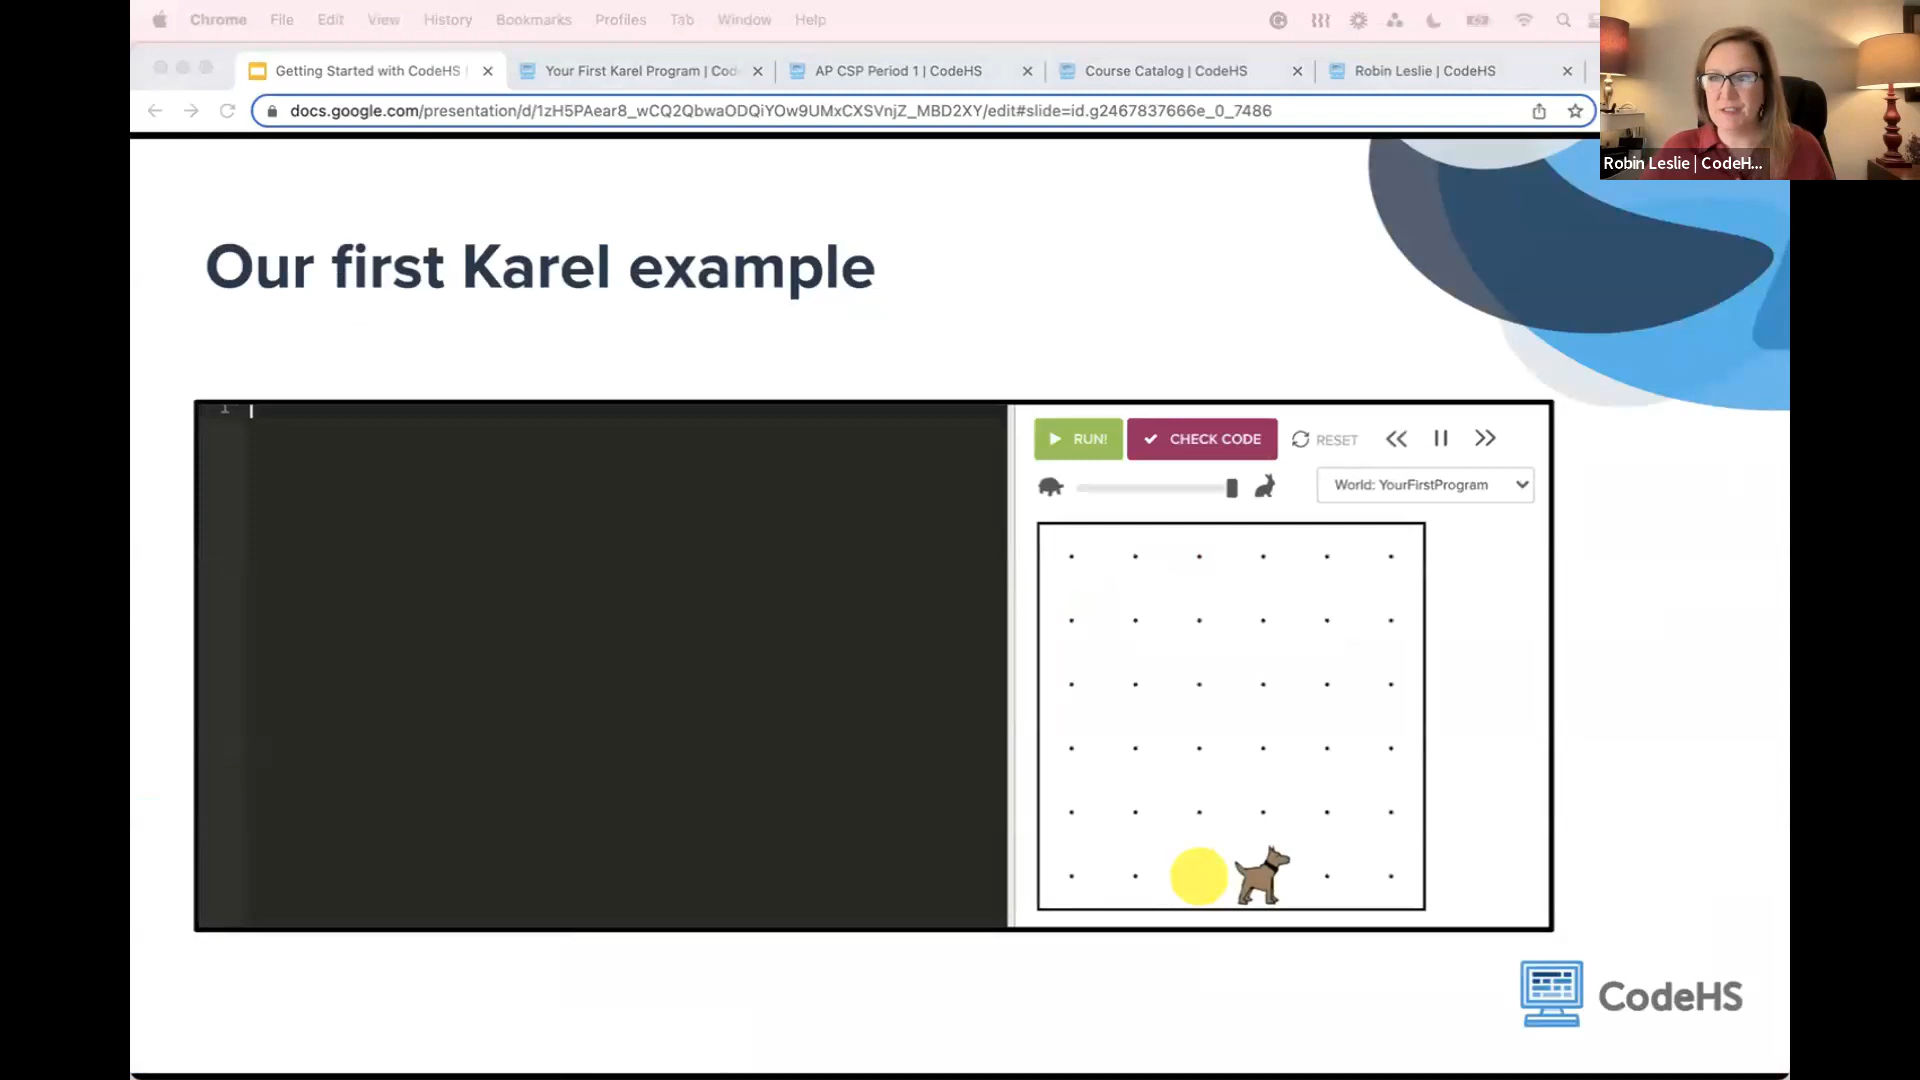 Chrome File Edit View History Bookmarks Profiles Tab Window Help
Getting Started with CodeHS | Your First Karel Program | Cod AP CSP Period 1 | CodeHS Course Catalog | CodeHS Robin Leslie | CodeHS
docs.google.com/presentation/d/1zH5PAear8_wCQ2QbwaODQiYOw9UMxCXSVnjZ_MBD2XY/edit#slide=id.g2467837666e_0_7486
Robin Leslie | CodeH...
Our first Karel example
1
RUN! CHECK CODE RESET
World: YourFirstProgram
CodeHS